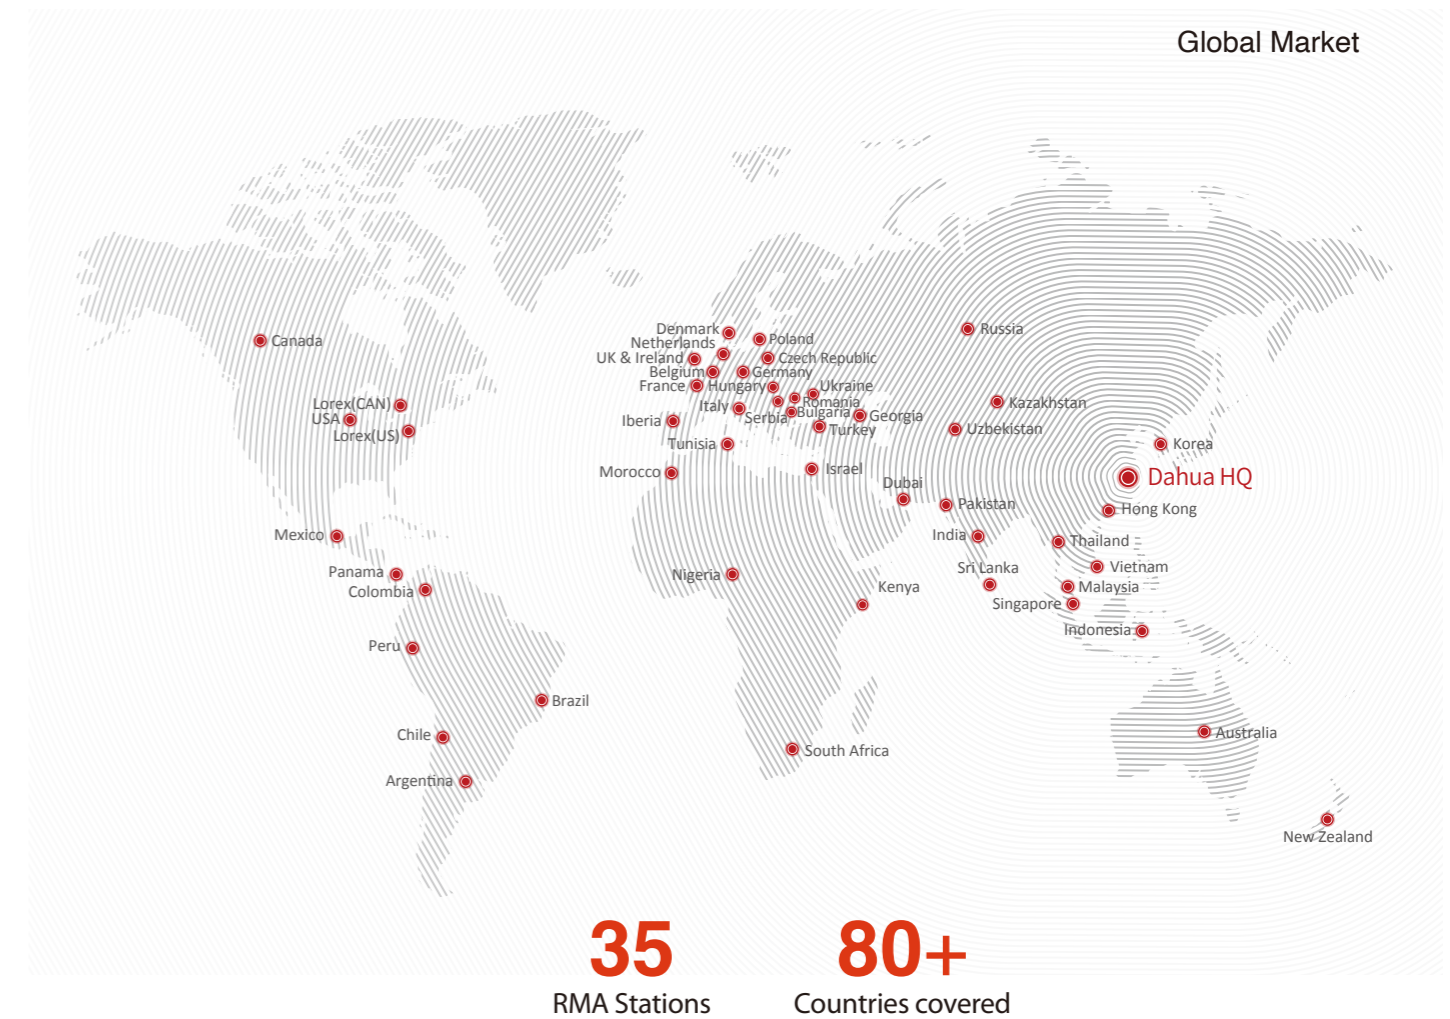 Global Market
Denmark
Russia
Poland
Canada
Netherlands
UK & Ireland
Czech Republic
Belgium
Germany
France
Hungary
Ukraine
Lorex(CAN)
Romania
Kazakhstan
Italy
Bulgaria
USA
Serbia
Georgia
Iberia
Uzbekistan
Turkey
Lorex(US)
Tunisia
Korea
Morocco
Israel
Dahua HQ
Dubai
Pakistan
Hong Kong
Mexico
India
Thailand
Sri Lanka
Vietnam
Panama
Nigeria
Kenya
Malaysia
Colombia
Singapore
Indonesia
Peru
Brazil
Australia
Chile
South Africa
Argentina
New Zealand
35
80+
RMA Stations
Countries covered